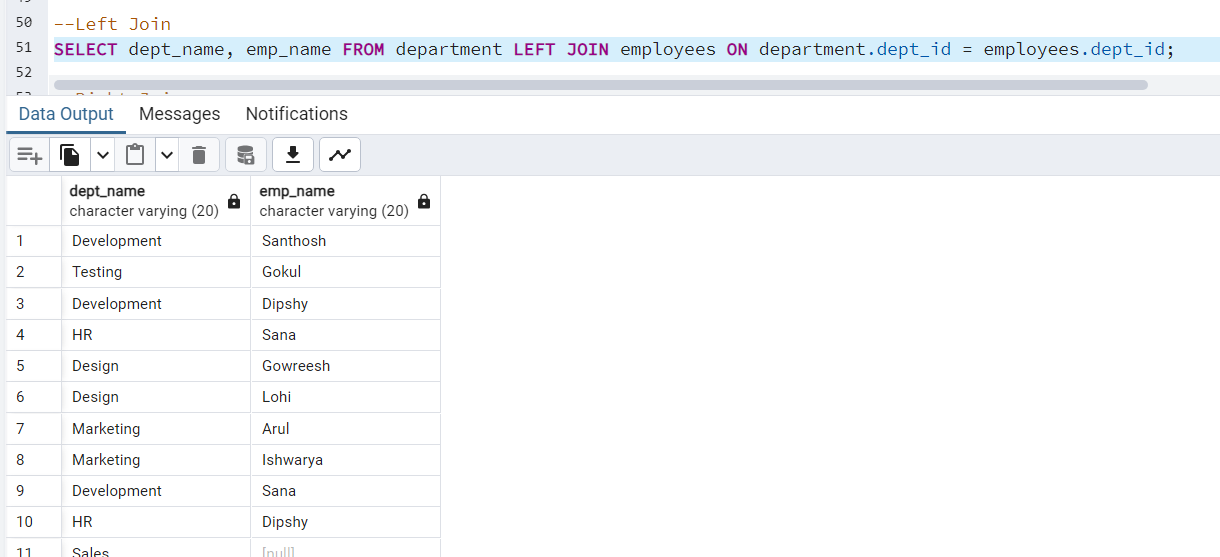 50 --Left Join
51 SELECT dept_name, emp_name FROM department LEFT JOIN employees ON department.dept_id = employees.dept_id;
52
Data Output Messages Notifications
dept_name emp_name
character varying (20) character varying (20)
1 Development Santhosh
2 Testing Gokul
3 Development Dipshy
4 HR Sana
5 Design Gowreesh
6 Design Lohi
7 Marketing Arul
8 Marketing Ishwarya
9 Development Sana
10 HR Dipshy
11 Sales [null]